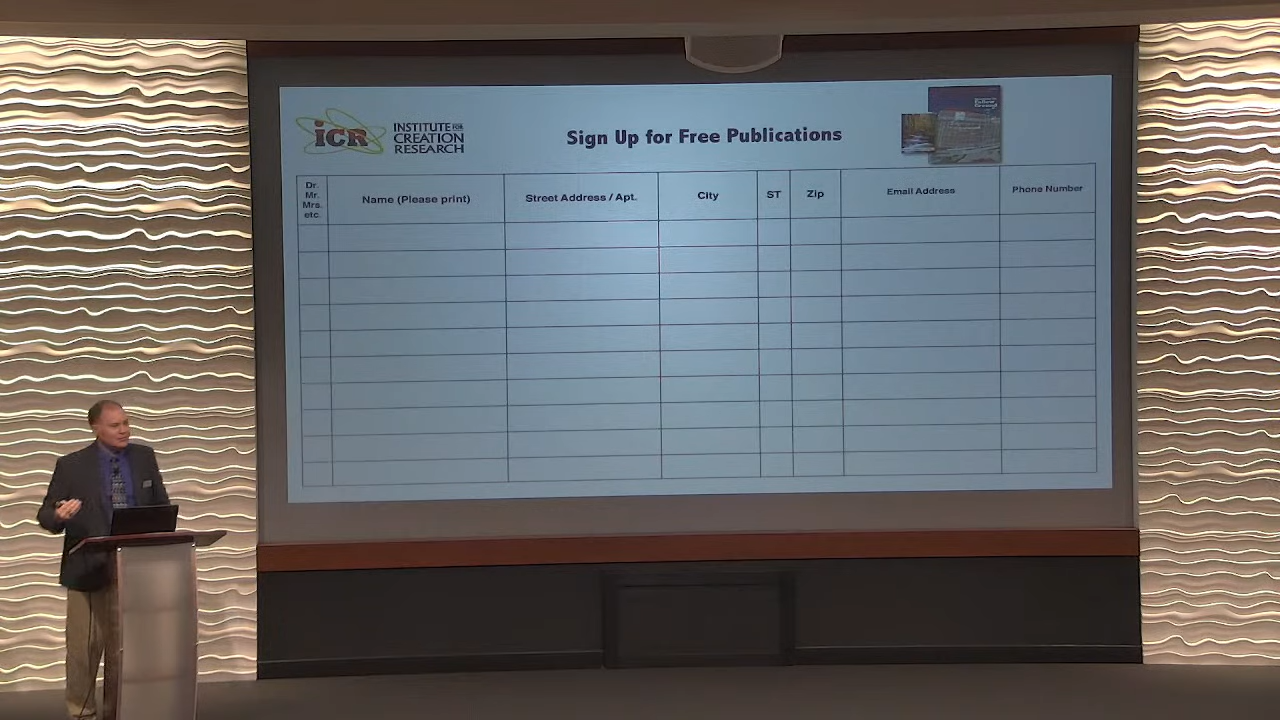 iCR
INSTITUTE FOR
CREATION
RESEARCH
Sign Up for Free Publications
Dr.
Mr.
Mrs.
etc.
Name (Please print)
Street Address / Apt.
City
ST
Zip
Email Address
Phone Number